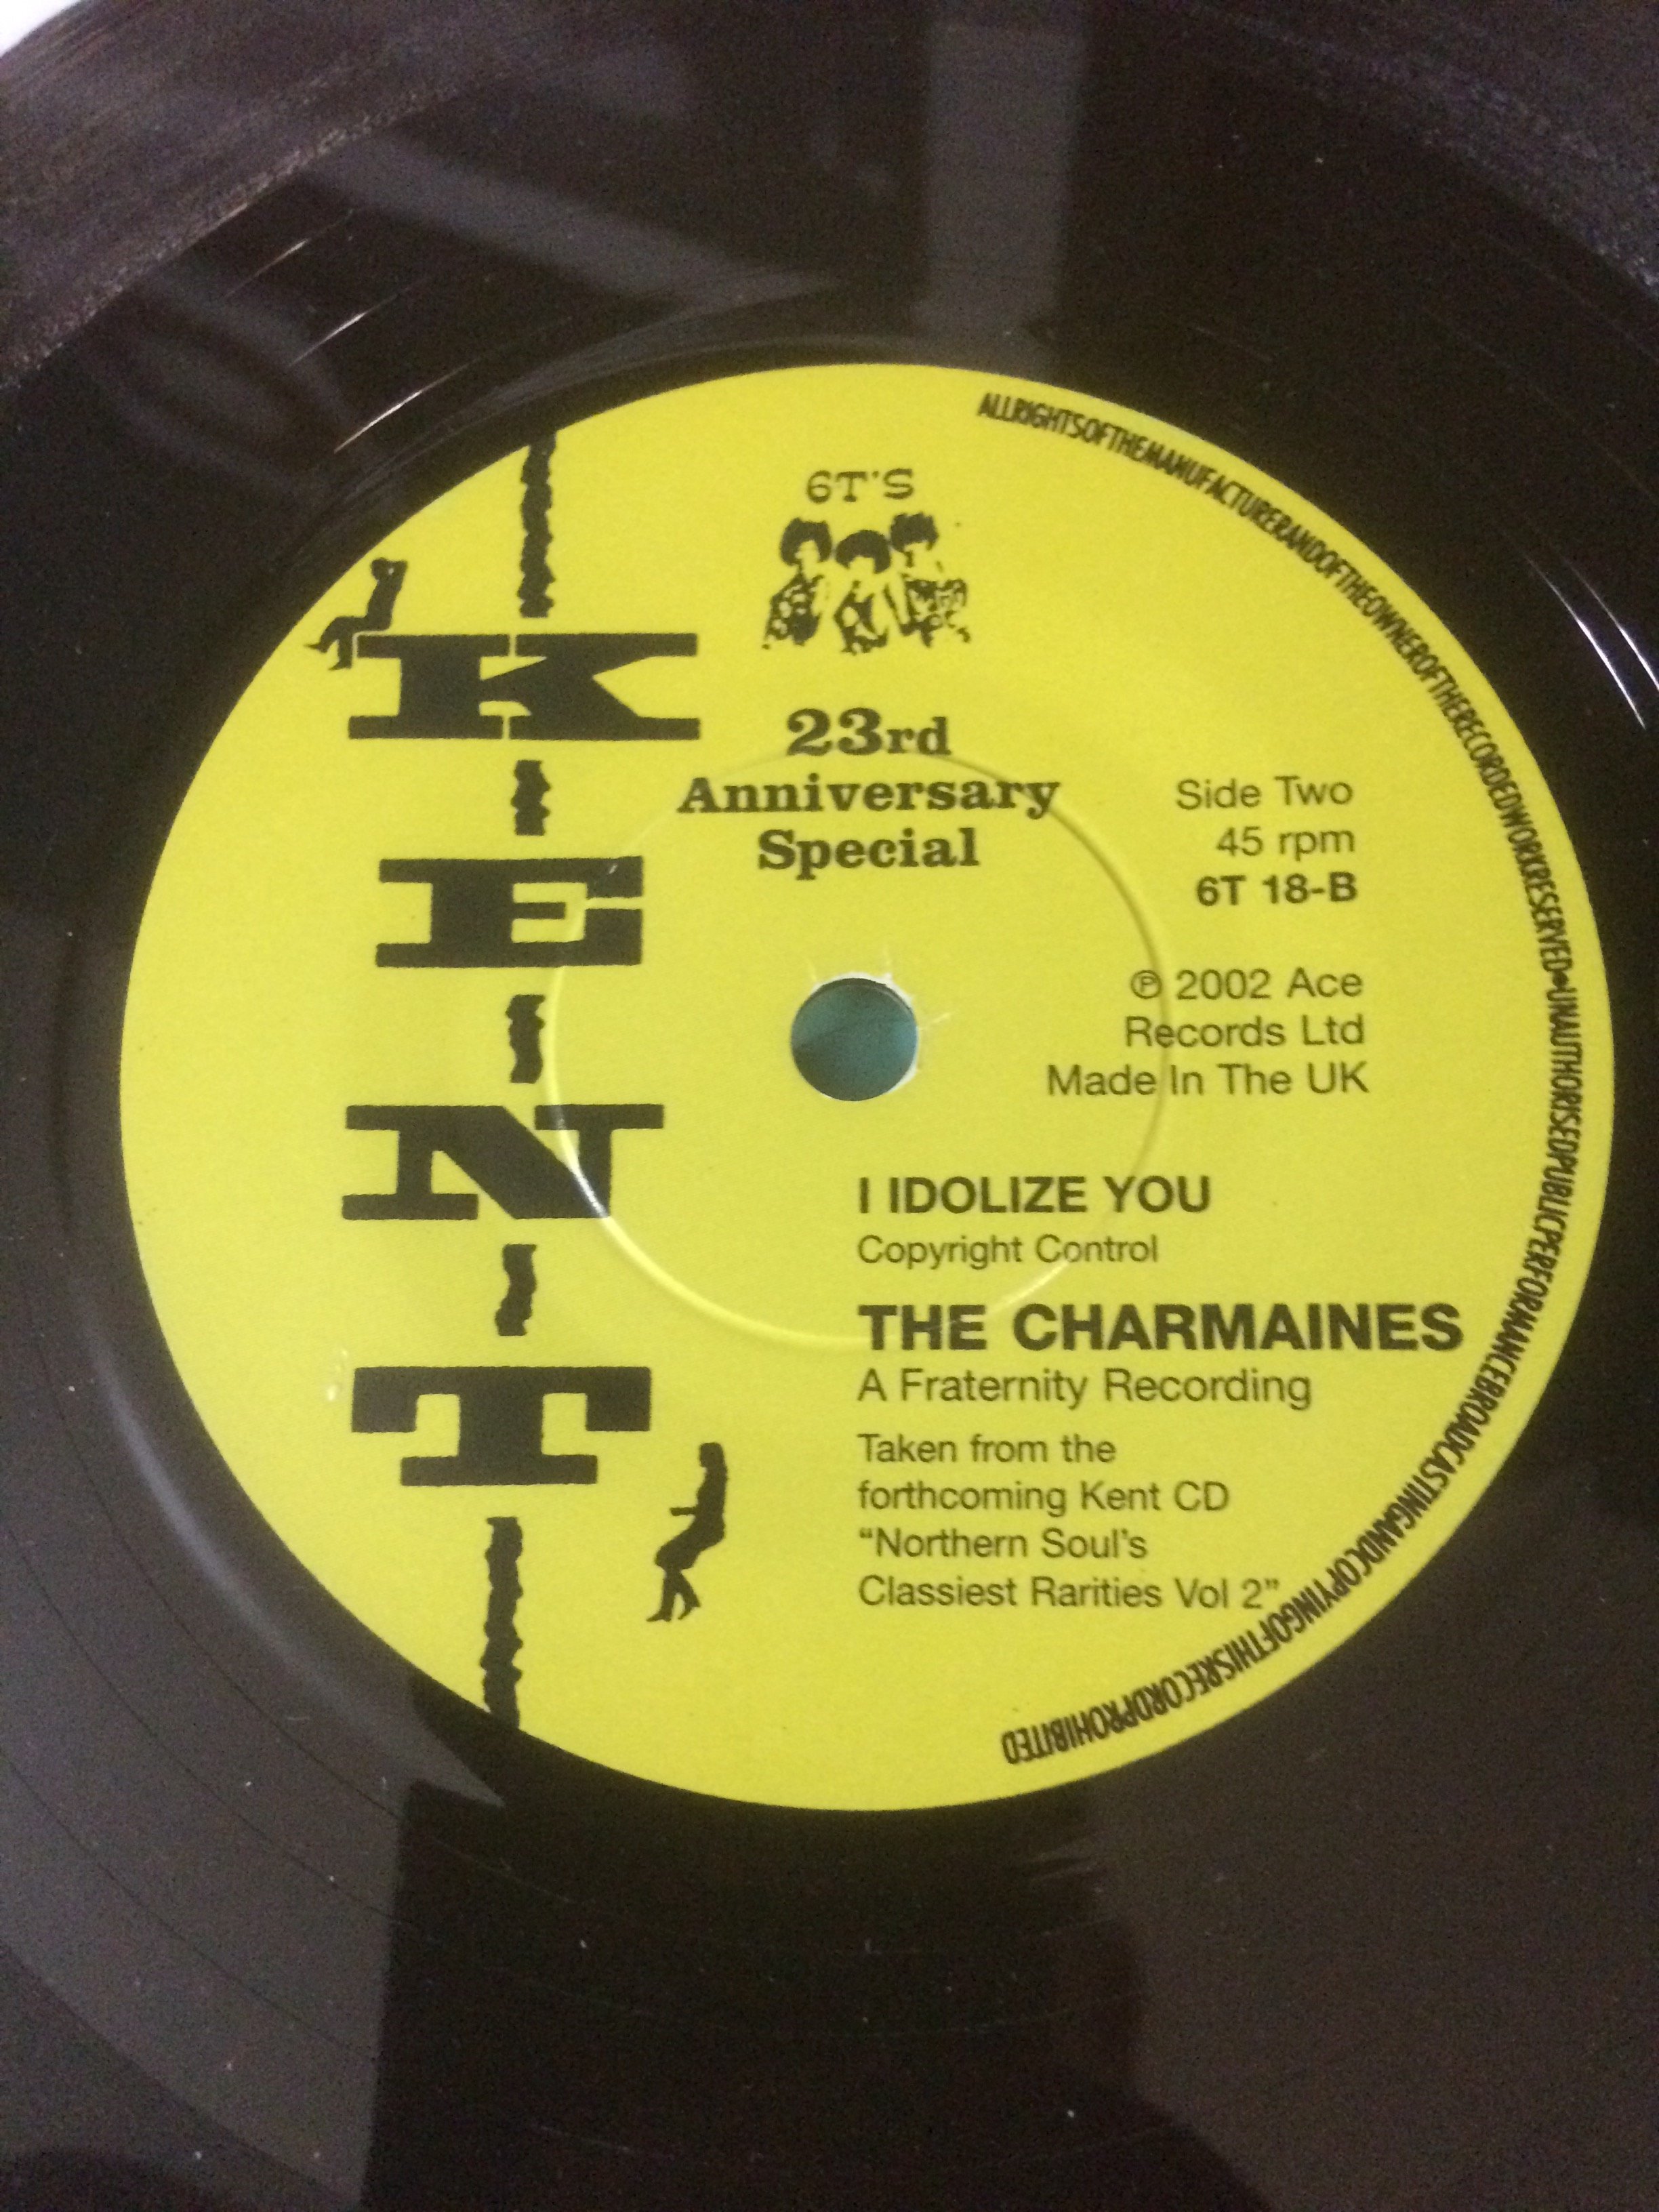 6T'S
KENT
23rd
Anniversary
Special
Side Two
45 rpm
6T 18-B
℗ 2002 Ace
Records Ltd
Made In The UK
I IDOLIZE YOU
Copyright Control
THE CHARMAINES
A Fraternity Recording
Taken from the
forthcoming Kent CD
“Northern Soul's
Classiest Rarities Vol 2”
ALLRIGHTSOFTHEMANUFACTURERANDOFTHEOWNEROFTHERECORDEDWORKRESERVED•UNAUTHORISEDPUBLICPERFORMANCEBROADCASTINGANDCOPYINGOFTHISRECORDPROHIBITED